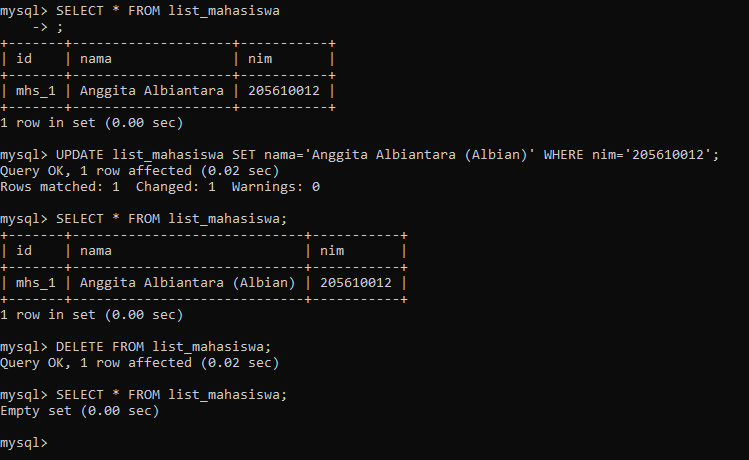 mysql> SELECT * FROM list_mahasiswa
    -> ;
+-------+--------------------+-----------+
| id    | nama               | nim       |
+-------+--------------------+-----------+
| mhs_1 | Anggita Albiantara | 205610012 |
+-------+--------------------+-----------+
1 row in set (0.00 sec)

mysql> UPDATE list_mahasiswa SET nama='Anggita Albiantara (Albian)' WHERE nim='205610012';
Query OK, 1 row affected (0.02 sec)
Rows matched: 1  Changed: 1  Warnings: 0

mysql> SELECT * FROM list_mahasiswa;
+-------+-----------------------------+-----------+
| id    | nama                        | nim       |
+-------+-----------------------------+-----------+
| mhs_1 | Anggita Albiantara (Albian) | 205610012 |
+-------+-----------------------------+-----------+
1 row in set (0.00 sec)

mysql> DELETE FROM list_mahasiswa;
Query OK, 1 row affected (0.02 sec)

mysql> SELECT * FROM list_mahasiswa;
Empty set (0.00 sec)

mysql>